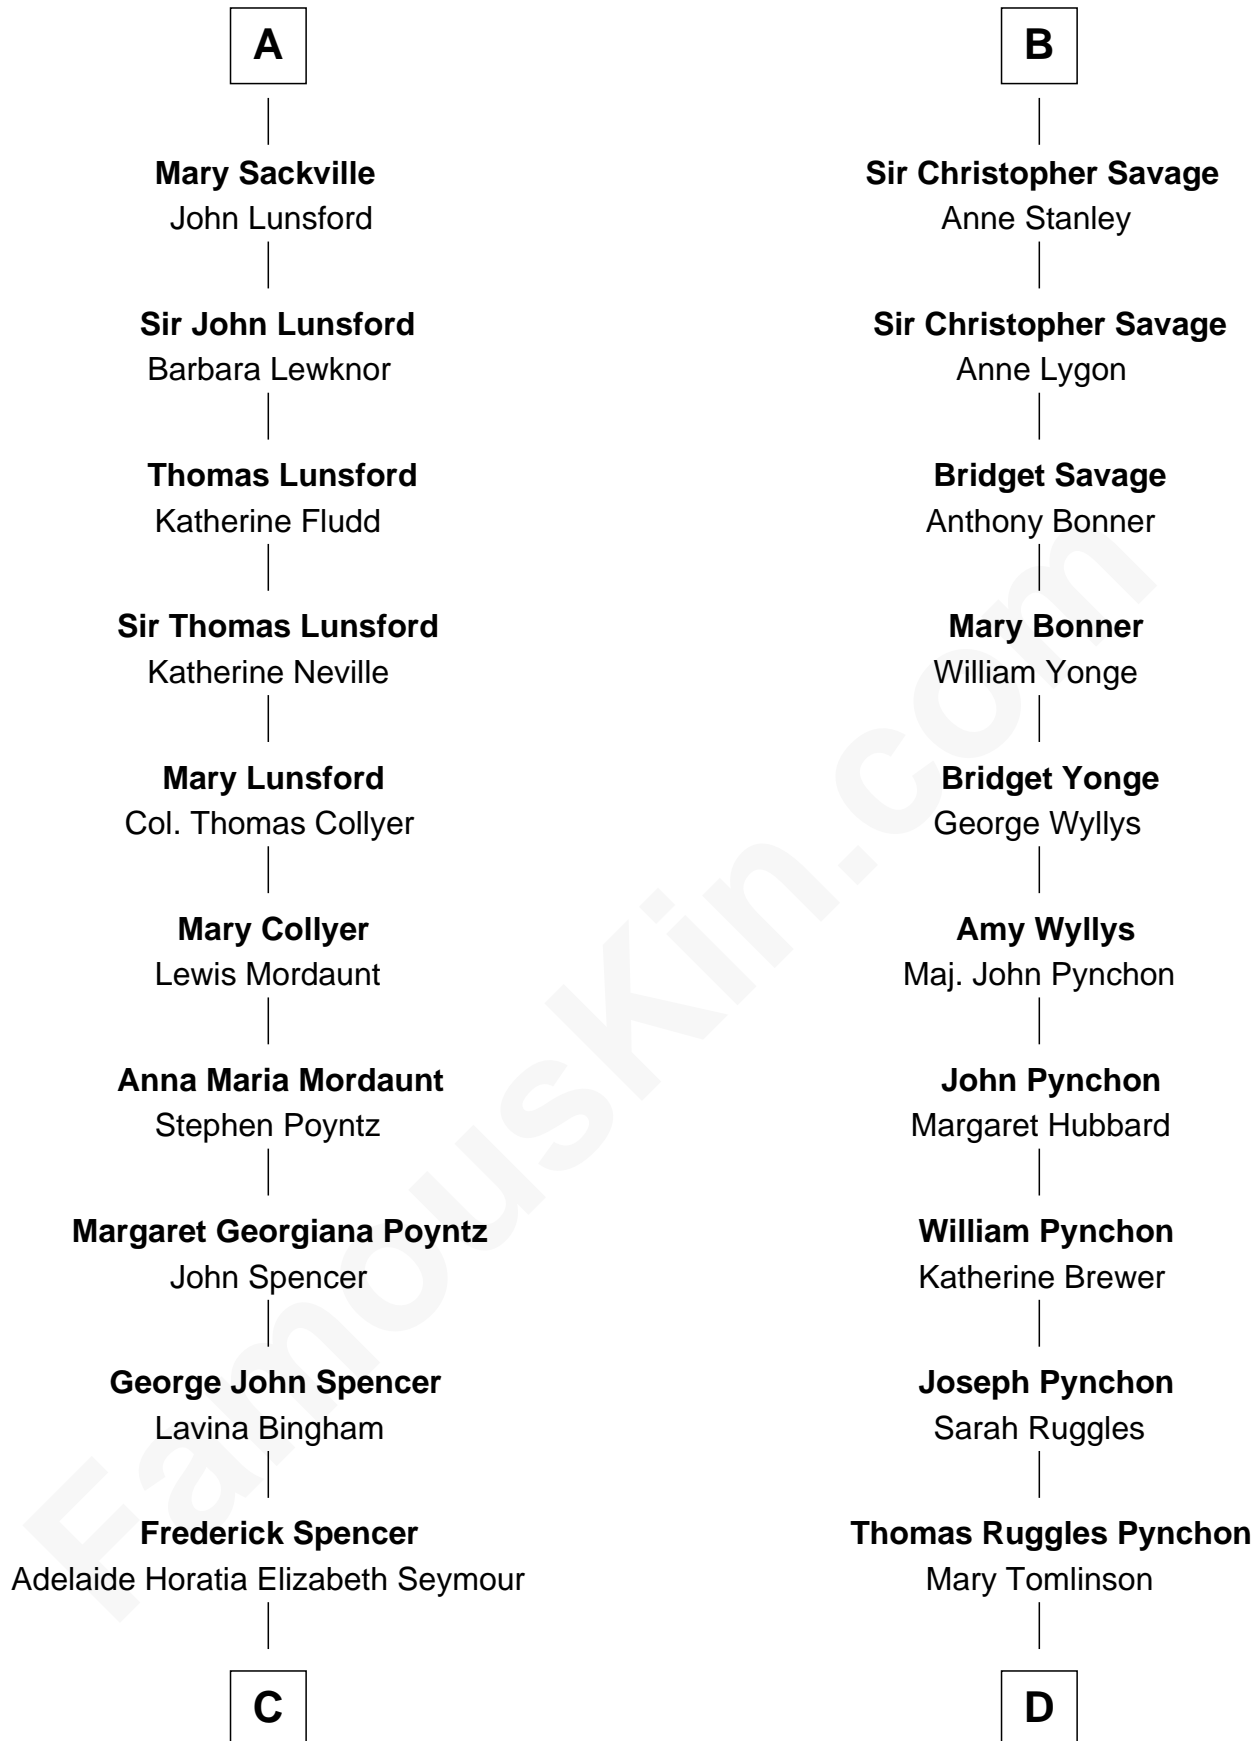 A
Mary Sackville
John Lunsford
Sir John Lunsford
Barbara Lewknor
Thomas Lunsford
Katherine Fludd
Sir Thomas Lunsford
Katherine Neville
Mary Lunsford
Col. Thomas Collyer
Mary Collyer
Lewis Mordaunt
Anna Maria Mordaunt
Stephen Poyntz
Margaret Georgiana Poyntz
John Spencer
George John Spencer
Lavina Bingham
Frederick Spencer
Adelaide Horatia Elizabeth Seymour
C
B
Sir Christopher Savage
Anne Stanley
Sir Christopher Savage
Anne Lygon
Bridget Savage
Anthony Bonner
Mary Bonner
William Yonge
Bridget Yonge
George Wyllys
Amy Wyllys
Maj. John Pynchon
John Pynchon
Margaret Hubbard
William Pynchon
Katherine Brewer
Joseph Pynchon
Sarah Ruggles
Thomas Ruggles Pynchon
Mary Tomlinson
D
FamousKin.com